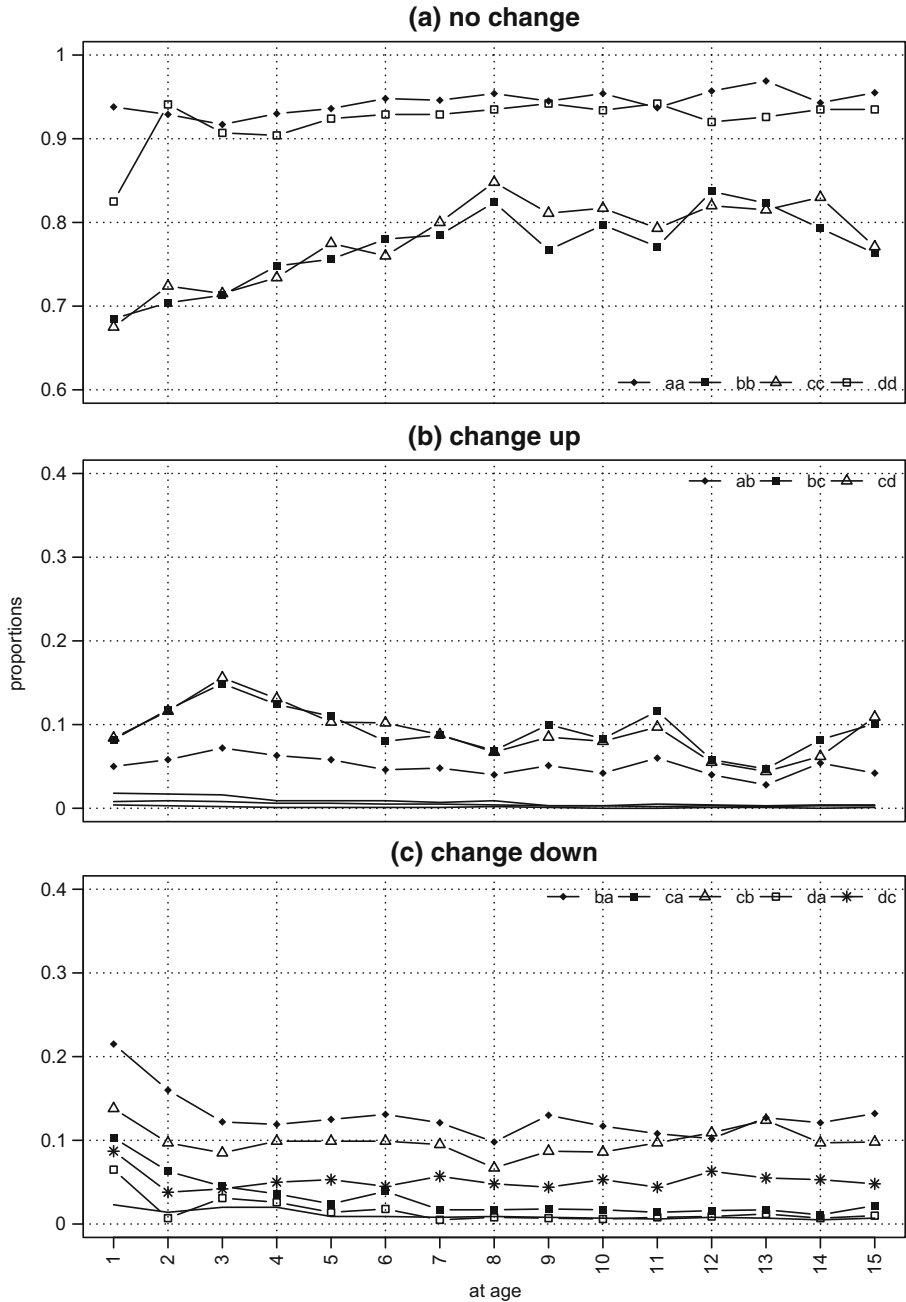 (a) no change
1
0.9
0.8
0.7
0.6
aa bb cc dd
(b) change up
ab bc cd
0.4
0.3
0.2
0.1
0
proportions
(c) change down
ba ca cb da dc
0.4
0.3
0.2
0.1
0
1 2 3 4 5 6 7 8 9 10 11 12 13 14 15
at age